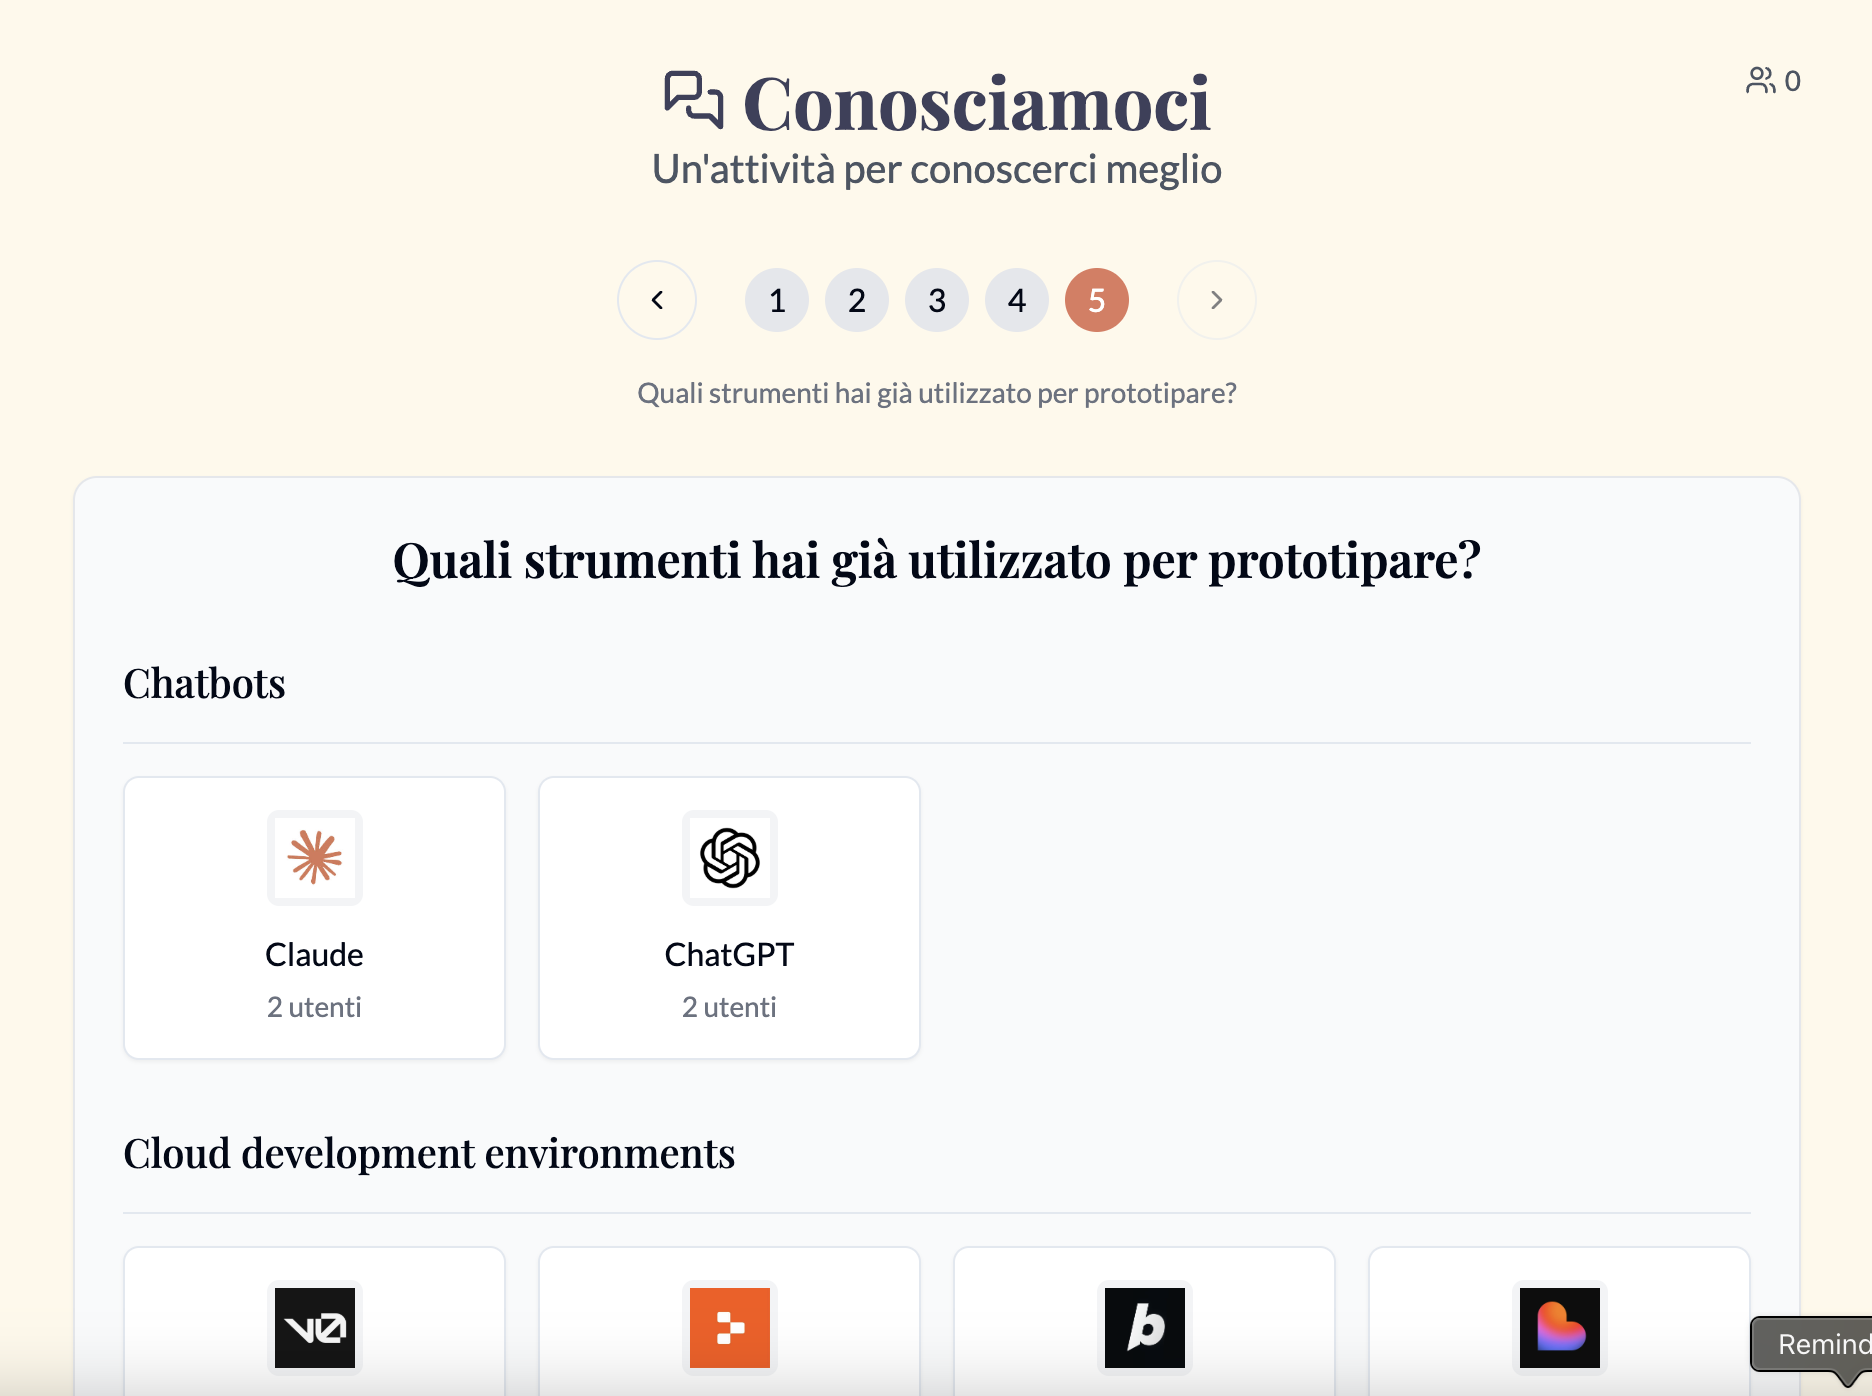 Conosciamoci
0
Un'attività per conoscerci meglio
1 2 3 4 5
Quali strumenti hai già utilizzato per prototipare?
Quali strumenti hai già utilizzato per prototipare?
Chatbots
Claude
2 utenti
ChatGPT
2 utenti
Cloud development environments
v0
b
Remind